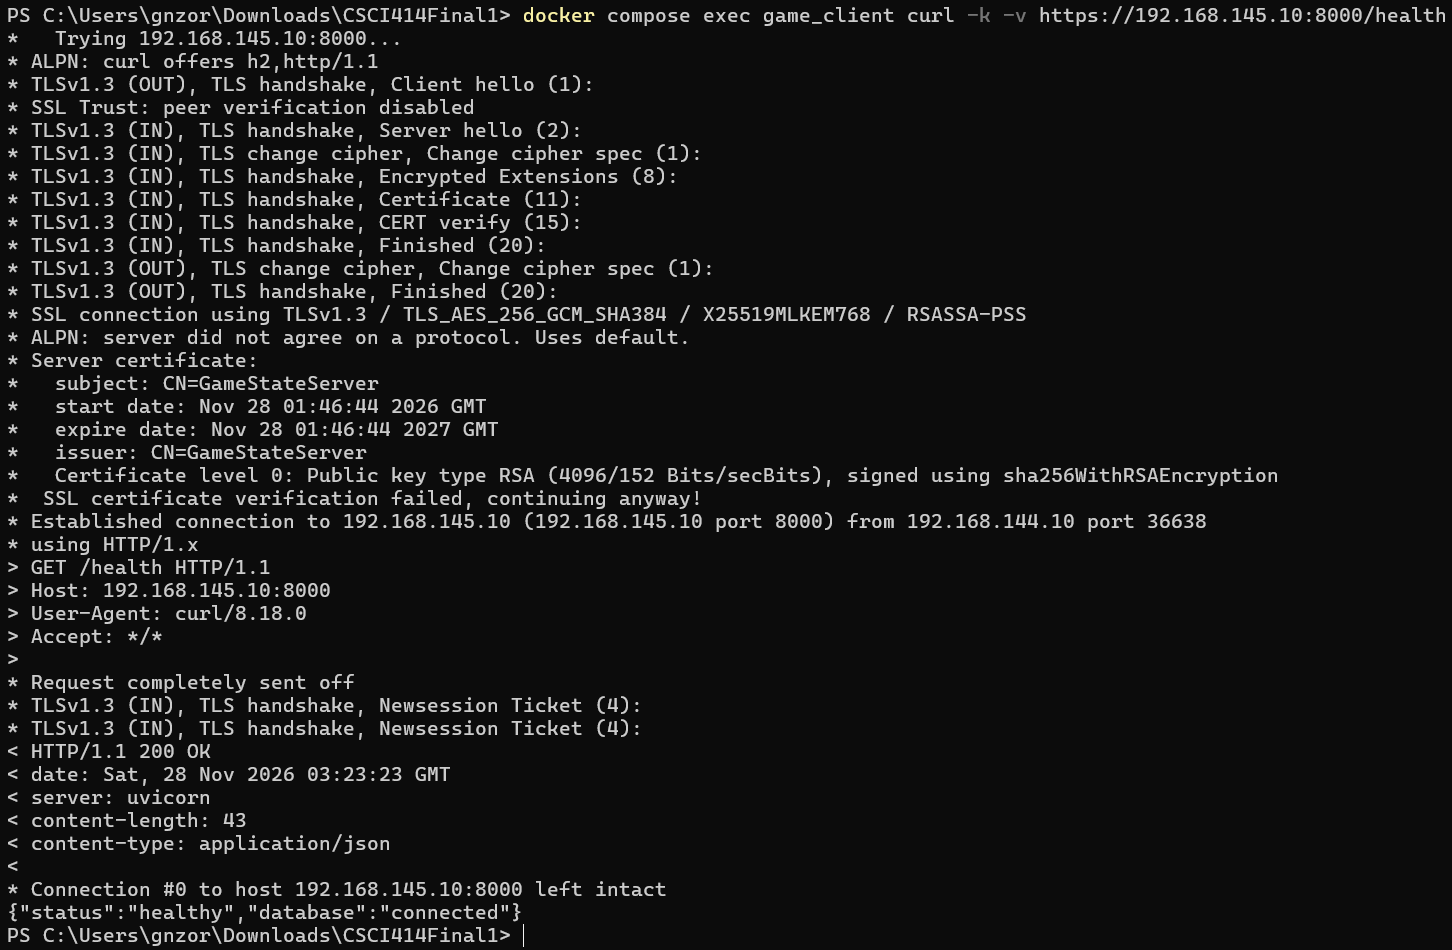 PS C:\Users\gnzor\Downloads\CSCI414Final1> docker compose exec game_client curl -k -v https://192.168.145.10:8000/health
*   Trying 192.168.145.10:8000...
* ALPN: curl offers h2,http/1.1
* TLSv1.3 (OUT), TLS handshake, Client hello (1):
* SSL Trust: peer verification disabled
* TLSv1.3 (IN), TLS handshake, Server hello (2):
* TLSv1.3 (IN), TLS change cipher, Change cipher spec (1):
* TLSv1.3 (IN), TLS handshake, Encrypted Extensions (8):
* TLSv1.3 (IN), TLS handshake, Certificate (11):
* TLSv1.3 (IN), TLS handshake, CERT verify (15):
* TLSv1.3 (IN), TLS handshake, Finished (20):
* TLSv1.3 (OUT), TLS change cipher, Change cipher spec (1):
* TLSv1.3 (OUT), TLS handshake, Finished (20):
* SSL connection using TLSv1.3 / TLS_AES_256_GCM_SHA384 / X25519MLKEM768 / RSASSA-PSS
* ALPN: server did not agree on a protocol. Uses default.
* Server certificate:
*   subject: CN=GameStateServer
*   start date: Nov 28 01:46:44 2026 GMT
*   expire date: Nov 28 01:46:44 2027 GMT
*   issuer: CN=GameStateServer
*   Certificate level 0: Public key type RSA (4096/152 Bits/secBits), signed using sha256WithRSAEncryption
*  SSL certificate verification failed, continuing anyway!
* Established connection to 192.168.145.10 (192.168.145.10 port 8000) from 192.168.144.10 port 36638
* using HTTP/1.x
> GET /health HTTP/1.1
> Host: 192.168.145.10:8000
> User-Agent: curl/8.18.0
> Accept: */*
>
* Request completely sent off
* TLSv1.3 (IN), TLS handshake, Newsession Ticket (4):
* TLSv1.3 (IN), TLS handshake, Newsession Ticket (4):
< HTTP/1.1 200 OK
< date: Sat, 28 Nov 2026 03:23:23 GMT
< server: uvicorn
< content-length: 43
< content-type: application/json
<
* Connection #0 to host 192.168.145.10:8000 left intact
{"status":"healthy","database":"connected"}
PS C:\Users\gnzor\Downloads\CSCI414Final1>